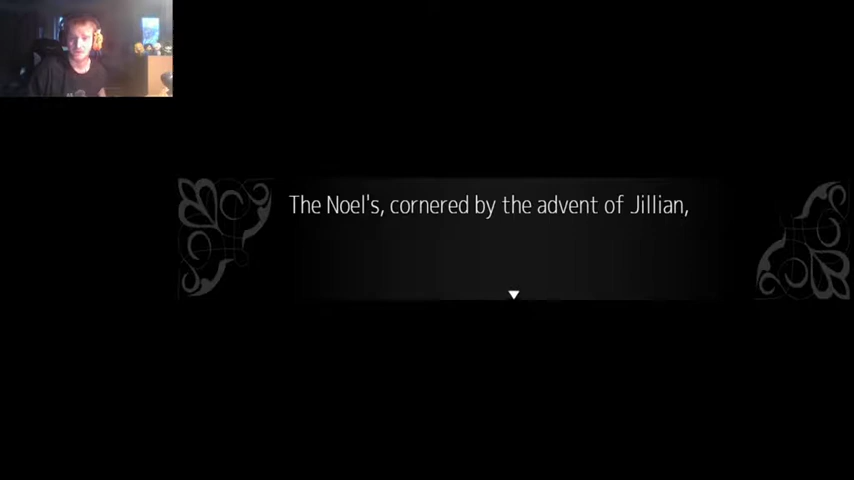 The Noel's, cornered by the advent of Jillian,